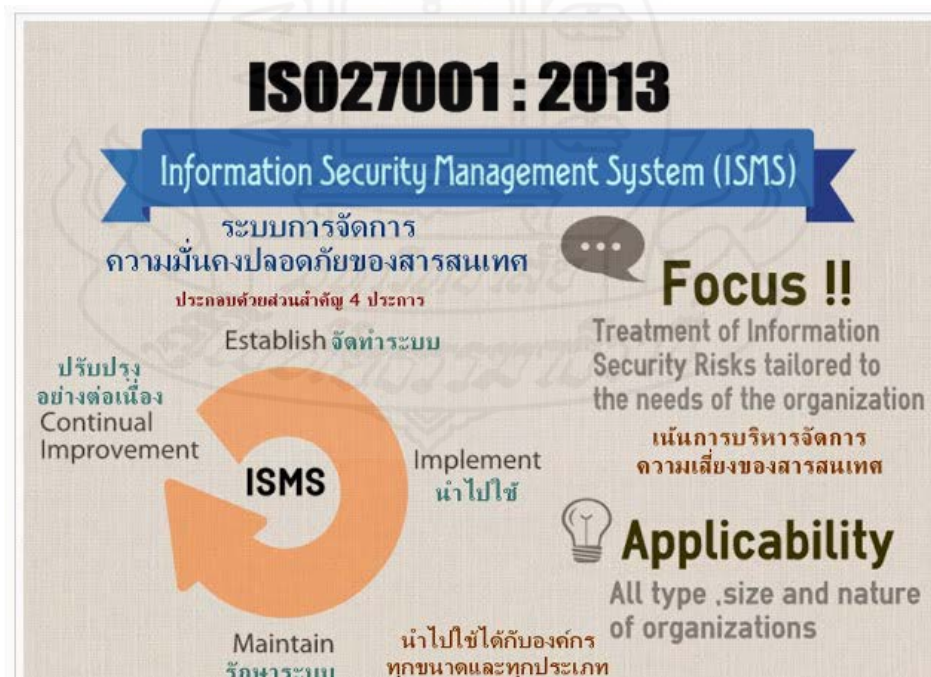 ISO27001 : 2013
Information Security Management System (ISMS)
ระบบการจัดการ
ความมั่นคงปลอดภัยของสารสนเทศ
ประกอบด้วยส่วนสำคัญ 4 ประการ
Establish จัดทำระบบ
ปรับปรุง
อย่างต่อเนื่อง
Continual
Improvement
ISMS
Implement
นำไปใช้
Maintain
รักษาระบบ
Focus !!
Treatment of Information
Security Risks tailored to
the needs of the organization
เน้นการบริหารจัดการ
ความเสี่ยงของสารสนเทศ
Applicability
All type ,size and nature
of organizations
นำไปใช้ได้กับองค์กร
ทุกขนาดและทุกประเภท